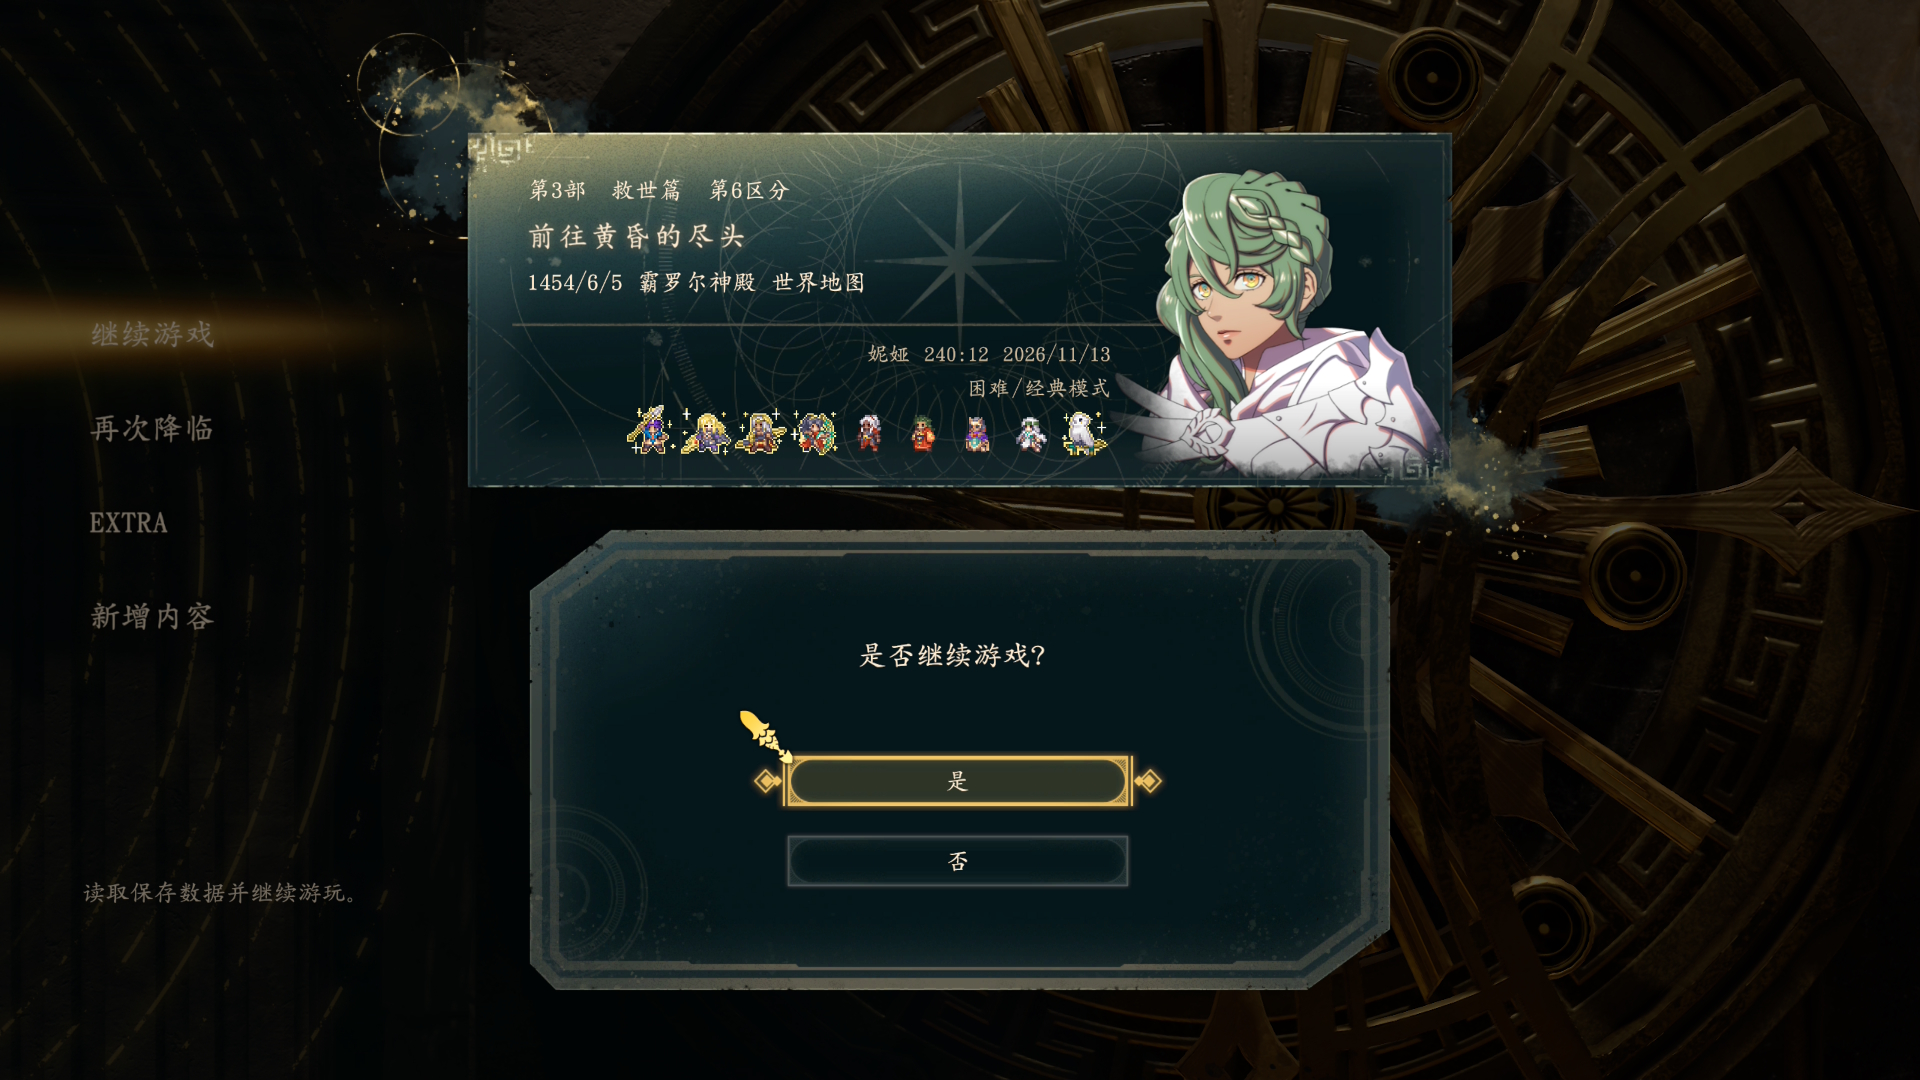 第3部 救世篇 第6区分
前往黄昏的尽头
1454/6/5 霸罗尔神殿 世界地图
妮娅 240:12 2026/11/13
困难/经典模式
继续游戏
再次降临
EXTRA
新增内容
读取保存数据并继续游玩。
是否继续游戏?
是
否